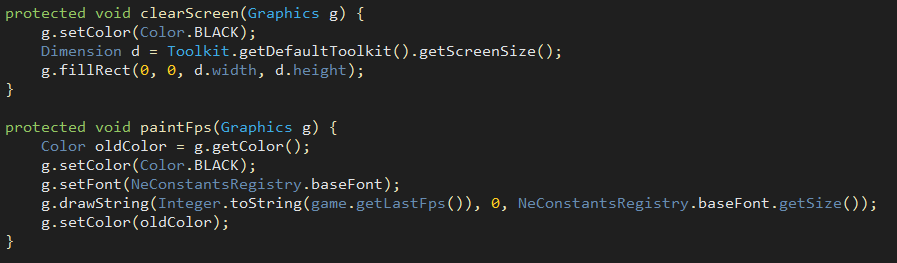 protected void clearScreen(Graphics g) {
    g.setColor(Color.BLACK);
    Dimension d = Toolkit.getDefaultToolkit().getScreenSize();
    g.fillRect(0, 0, d.width, d.height);
}

protected void paintFps(Graphics g) {
    Color oldColor = g.getColor();
    g.setColor(Color.BLACK);
    g.setFont(NeConstantsRegistry.baseFont);
    g.drawString(Integer.toString(game.getLastFps()), 0, NeConstantsRegistry.baseFont.getSize());
    g.setColor(oldColor);
}